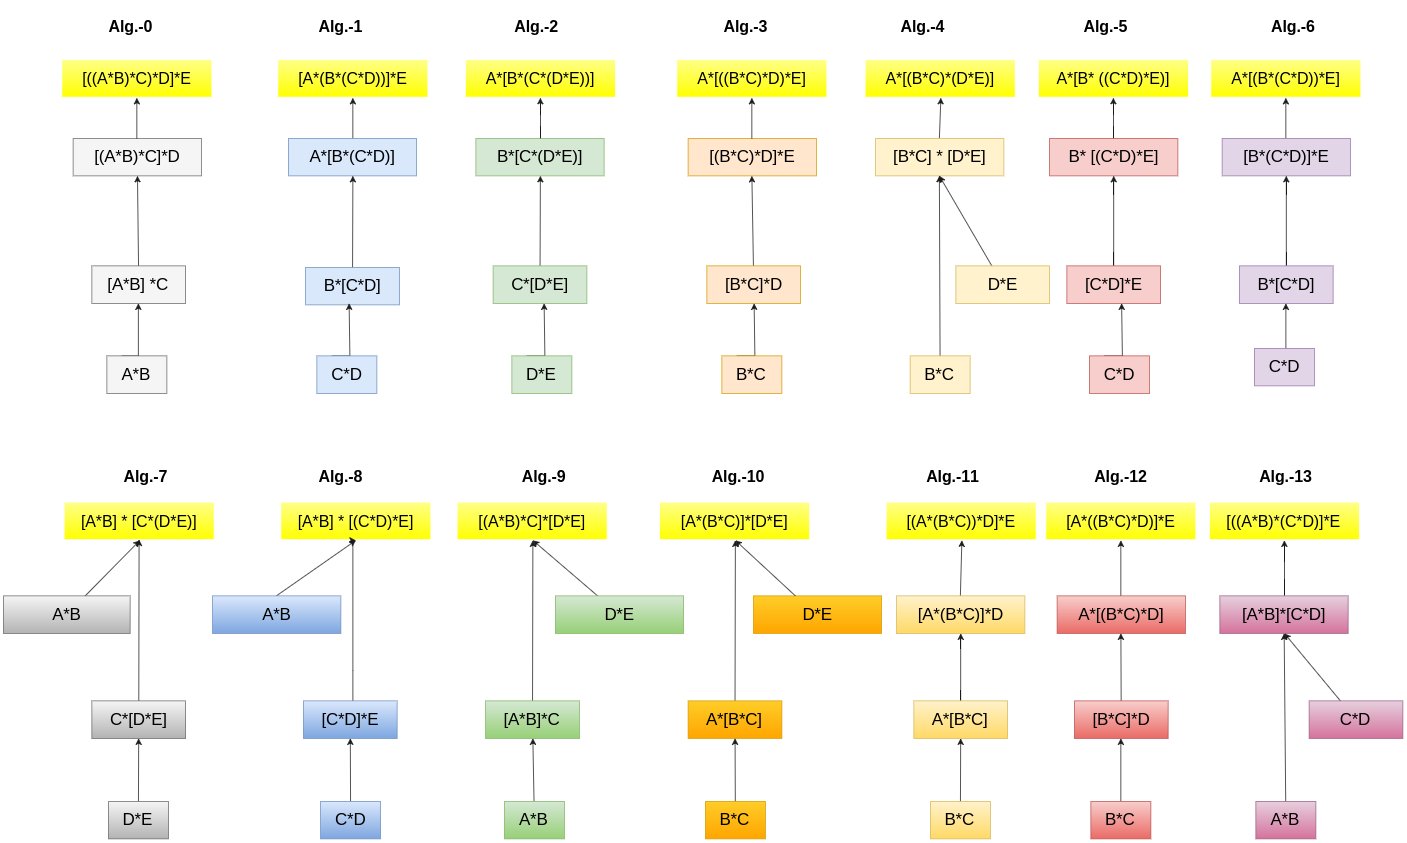 Alg.-0 Alg.-1 Alg.-2 Alg.-3 Alg.-4 Alg.-5 Alg.-6
[((A*B)*C)*D]*E [A*(B*(C*D))]*E A*[B*(C*(D*E))] A*[((B*C)*D)*E] A*[(B*C)*(D*E)] A*[B* ((C*D)*E)] A*[(B*(C*D))*E]
[(A*B)*C]*D A*[B*(C*D)] B*[C*(D*E)] [(B*C)*D]*E [B*C] * [D*E] B* [(C*D)*E] [B*(C*D)]*E
[A*B] *C B*[C*D] C*[D*E] [B*C]*D D*E [C*D]*E B*[C*D]
A*B C*D D*E B*C B*C C*D C*D
Alg.-7 Alg.-8 Alg.-9 Alg.-10 Alg.-11 Alg.-12 Alg.-13
[A*B] * [C*(D*E)] [A*B] * [(C*D)*E] [(A*B)*C]*[D*E] [A*(B*C)]*[D*E] [(A*(B*C))*D]*E [A*((B*C)*D)]*E [((A*B)*(C*D)]*E
A*B A*B D*E D*E [A*(B*C)]*D A*[(B*C)*D] [A*B]*[C*D]
C*[D*E] [C*D]*E [A*B]*C A*[B*C] A*[B*C] [B*C]*D C*D
D*E C*D A*B B*C B*C B*C A*B